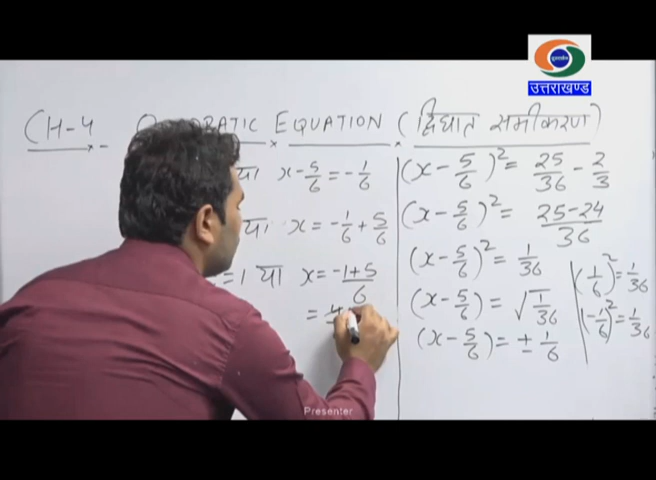 उत्तराखण्ड
CH-4 - QUADRATIC EQUATION (द्विघात समीकरण)
या x - 5/6 = -1/6
या x = -1/6 + 5/6
=1 या x = -1+5/6
= 4
(x - 5/6)² = 25/36 - 2/3
(x - 5/6)² = 25-24/36
(x - 5/6)² = 1/36
(x - 5/6) = √1/36
(x - 5/6) = ± 1/6
(1/6)² = 1/36
(-1/6)² = 1/36
Presenter